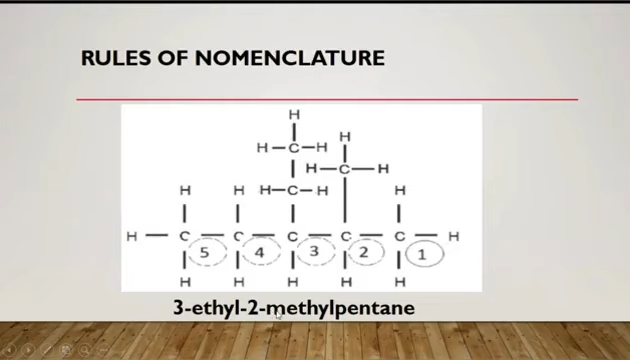 RULES OF NOMENCLATURE
H
H
H — C — H
H — C — H
H H H — C — H H
H — C — C — C — C — C — H
5 4 3 2 1
H H H H H
3-ethyl-2-methylpentane